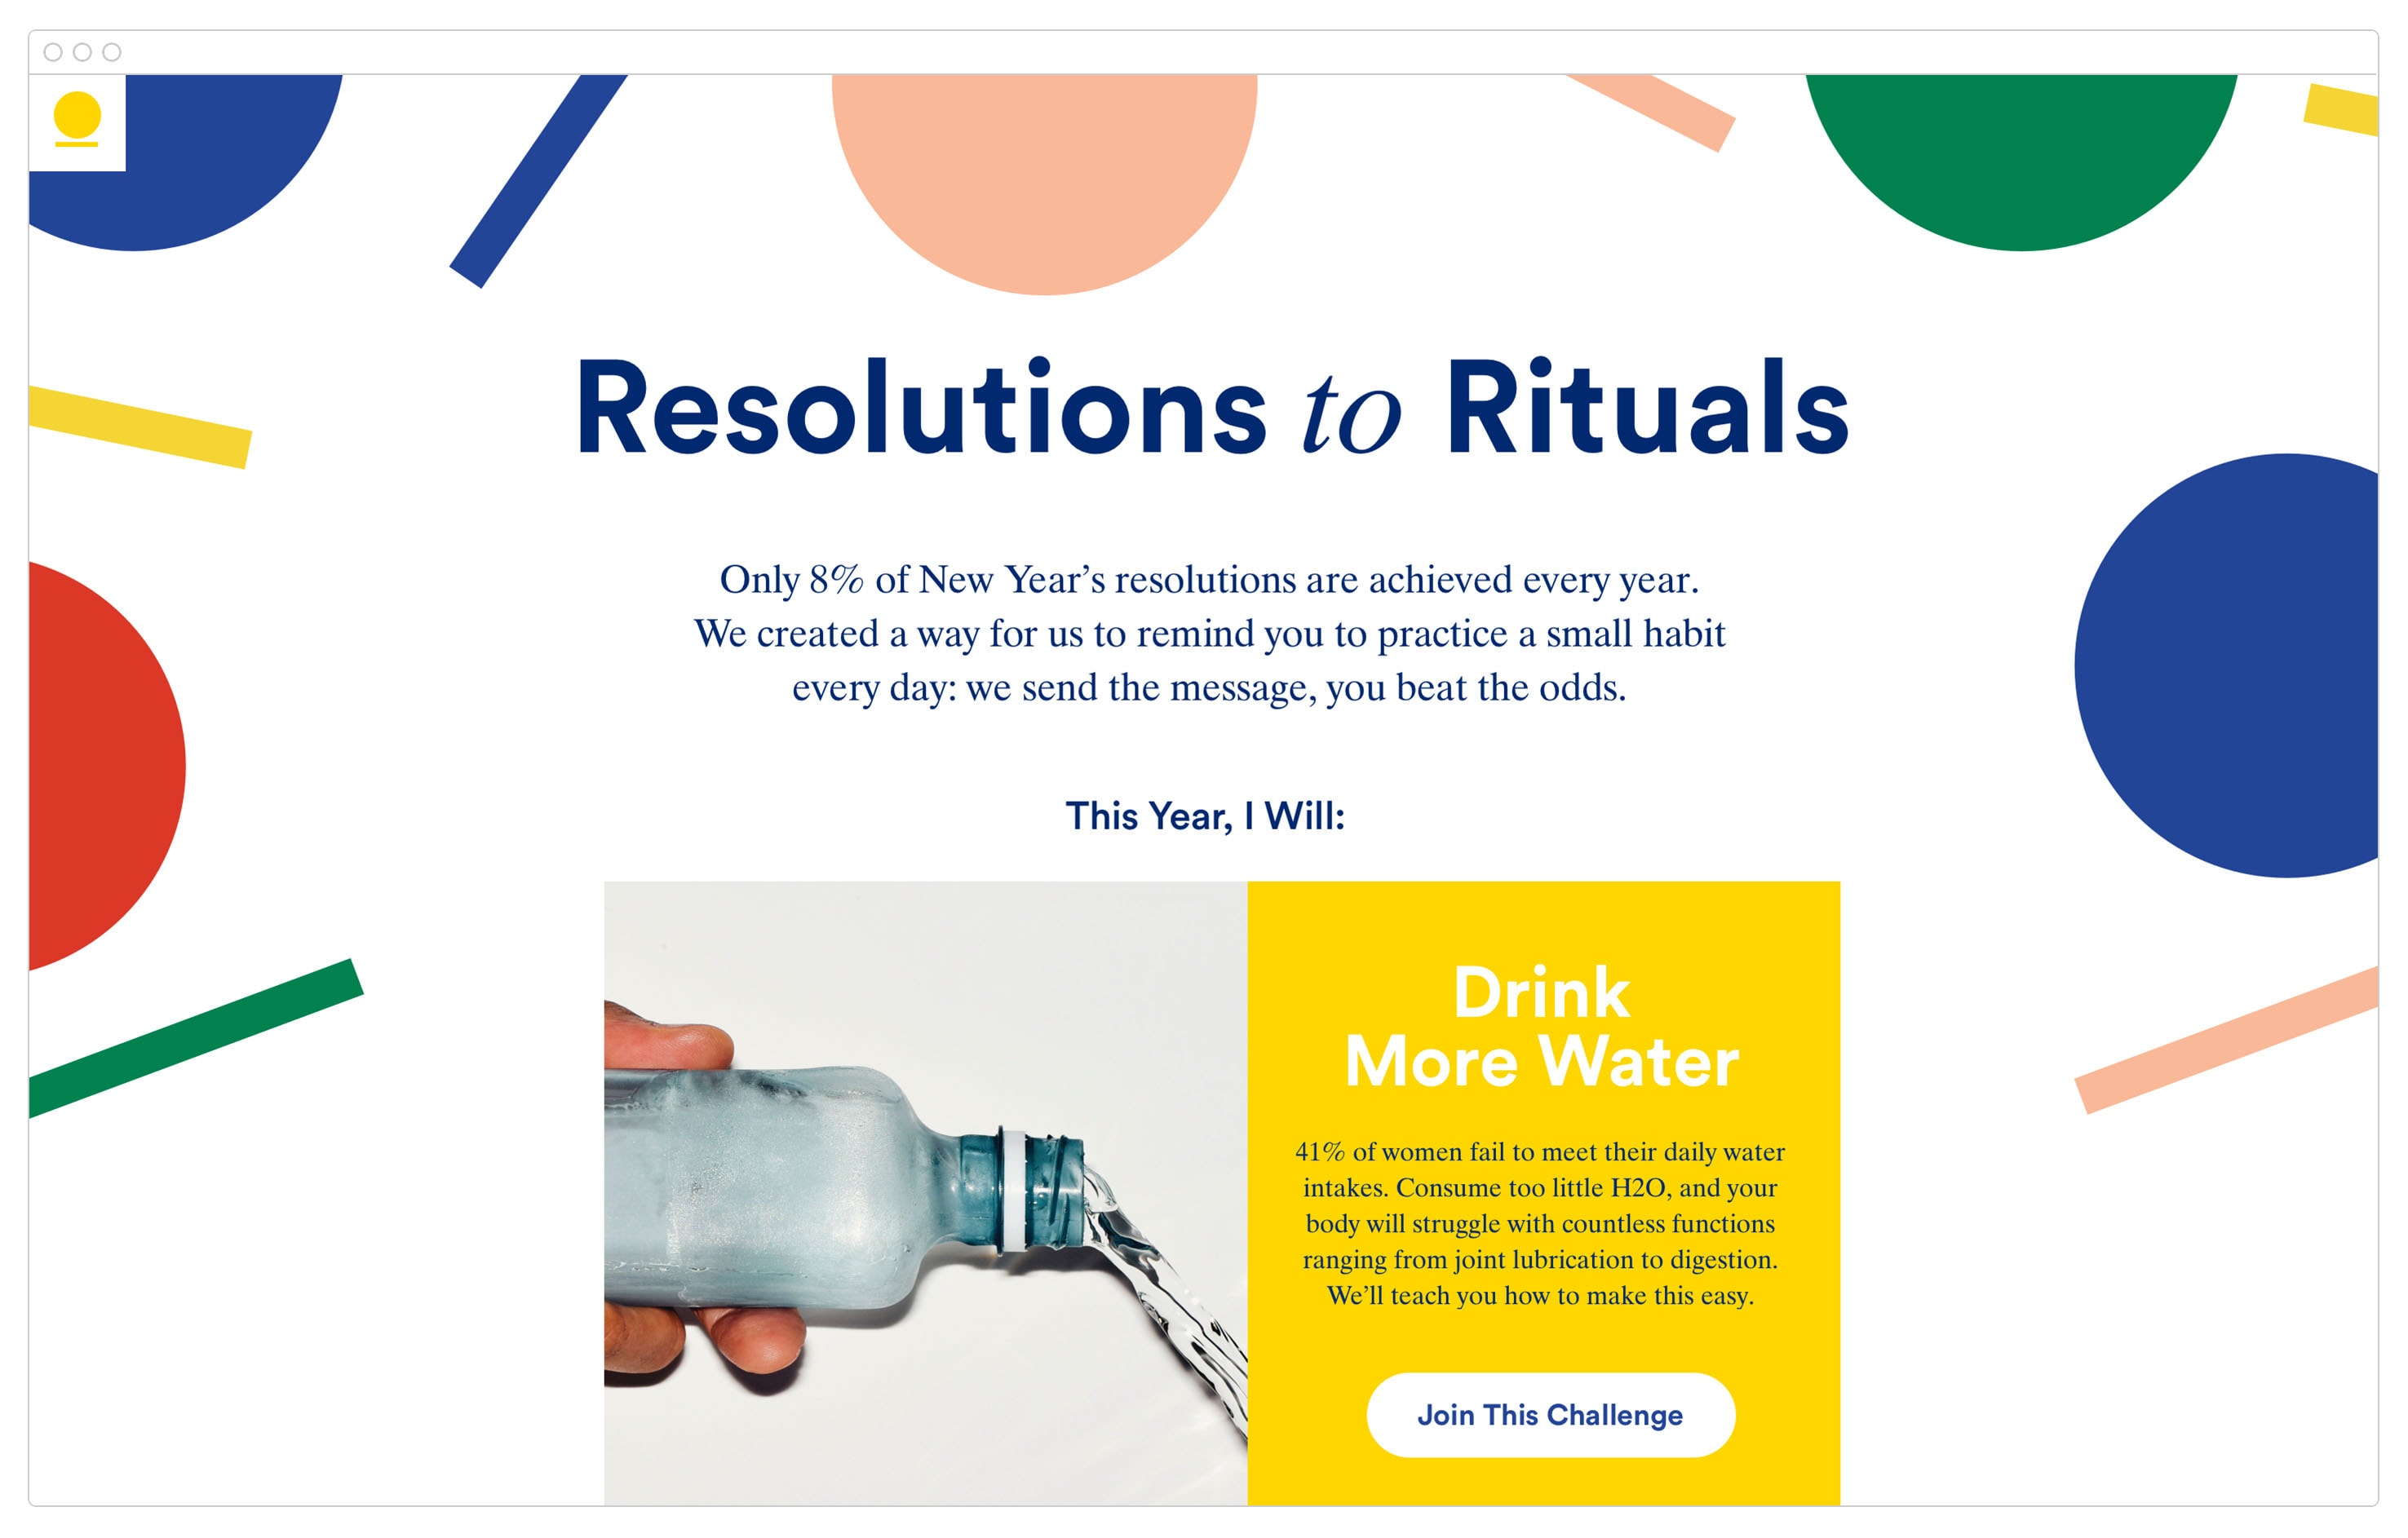 Resolutions to Rituals
Only 8% of New Year’s resolutions are achieved every year.
We created a way for us to remind you to practice a small habit
every day: we send the message, you beat the odds.
This Year, I Will:
Drink
More Water
41% of women fail to meet their daily water
intakes. Consume too little H2O, and your
body will struggle with countless functions
ranging from joint lubrication to digestion.
We’ll teach you how to make this easy.
Join This Challenge